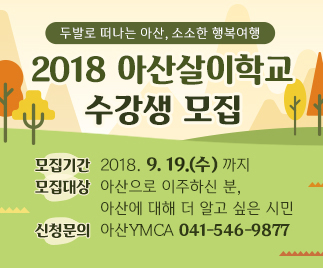 두발로 떠나는 아산, 소소한 행복여행
2018 아산살이학교
수강생 모집
모집기간 2018. 9. 19.(수) 까지
모집대상 아산으로 이주하신 분,
아산에 대해 더 알고 싶은 시민
신청문의 아산YMCA 041-546-9877